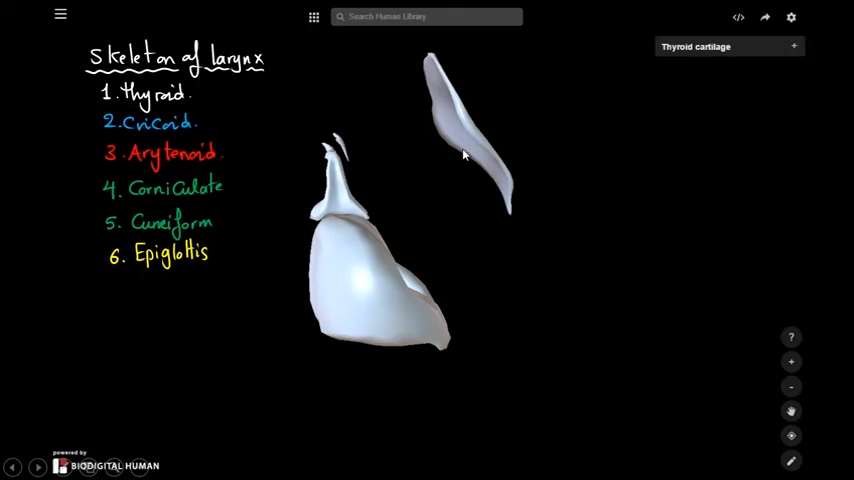 Search Human Library
</>
Thyroid cartilage +
Skeleton of larynx
1. thyroid.
2. Cricoid.
3. Arytenoid.
4. Corniculate
5. Cuneiform
6. Epiglottis
?
+
-
powered by
BIODIGITAL HUMAN